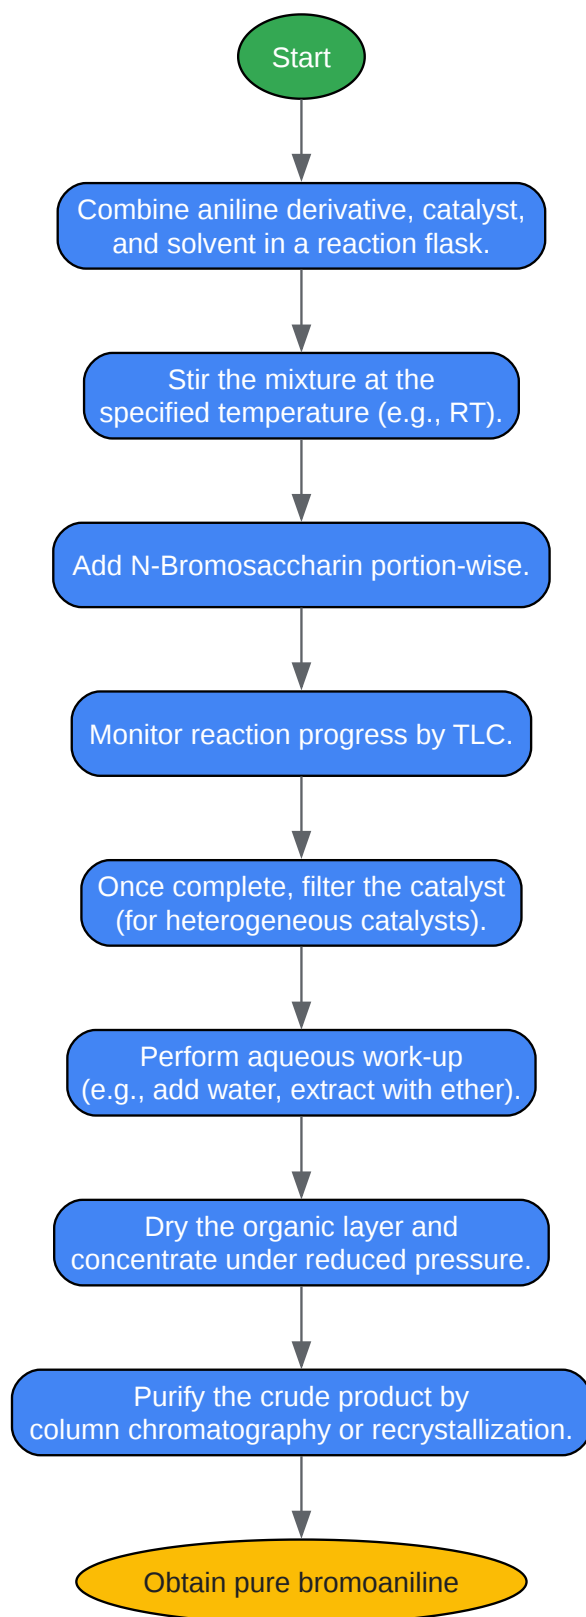 Start
Combine aniline derivative, catalyst,
and solvent in a reaction flask.
Stir the mixture at the
specified temperature (e.g., RT).
Add N-Bromosaccharin portion-wise.
Monitor reaction progress by TLC.
Once complete, filter the catalyst
(for heterogeneous catalysts).
Perform aqueous work-up
(e.g., add water, extract with ether).
Dry the organic layer and
concentrate under reduced pressure.
Purify the crude product by
column chromatography or recrystallization.
Obtain pure bromoaniline